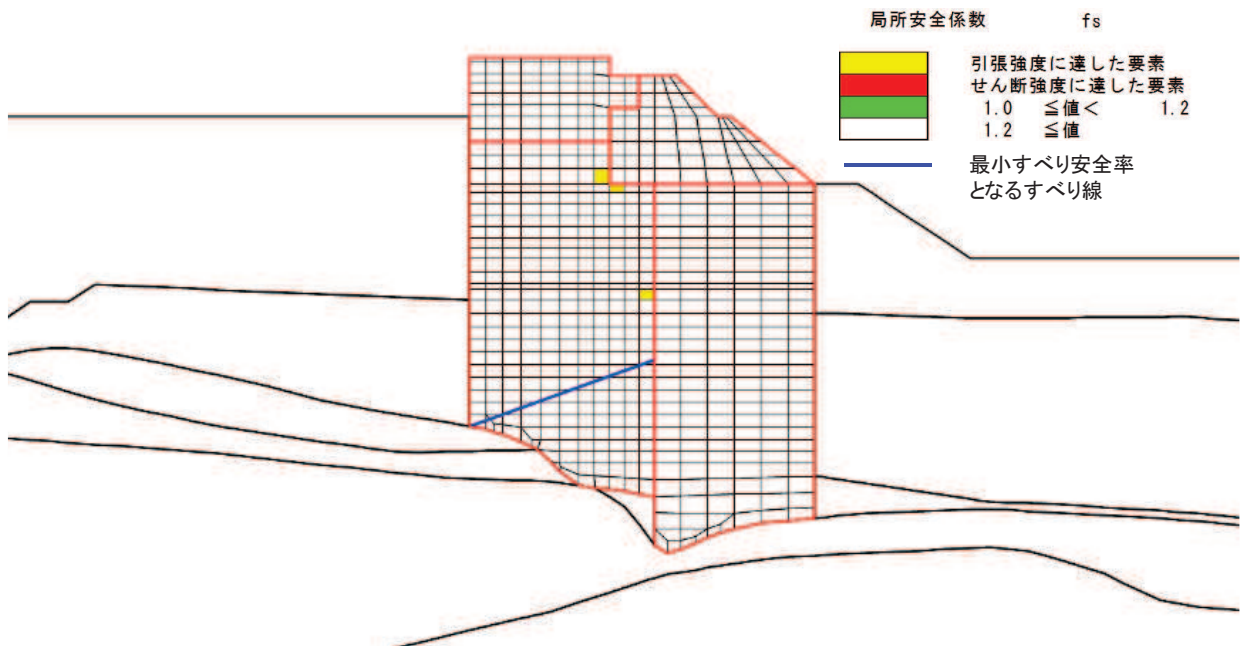 局所安全係数 fs
引張強度に達した要素
せん断強度に達した要素
1.0 ≦値< 1.2
1.2 ≦値
最小すべり安全率
となるすべり線